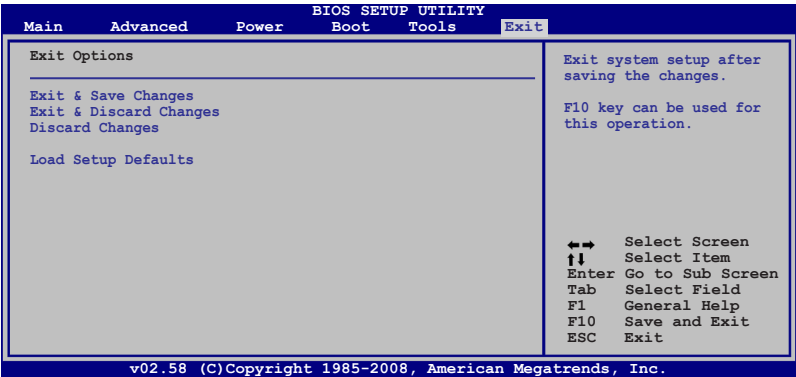 BIOS SETUP UTILITY
Main Advanced Power Boot Tools Exit
Exit Options
Exit & Save Changes
Exit & Discard Changes
Discard Changes
Load Setup Defaults
Exit system setup after
saving the changes.
F10 key can be used for
this operation.
←→ Select Screen
↑↓ Select Item
Enter Go to Sub Screen
Tab Select Field
F1 General Help
F10 Save and Exit
ESC Exit
v02.58 (C)Copyright 1985-2008, American Megatrends, Inc.